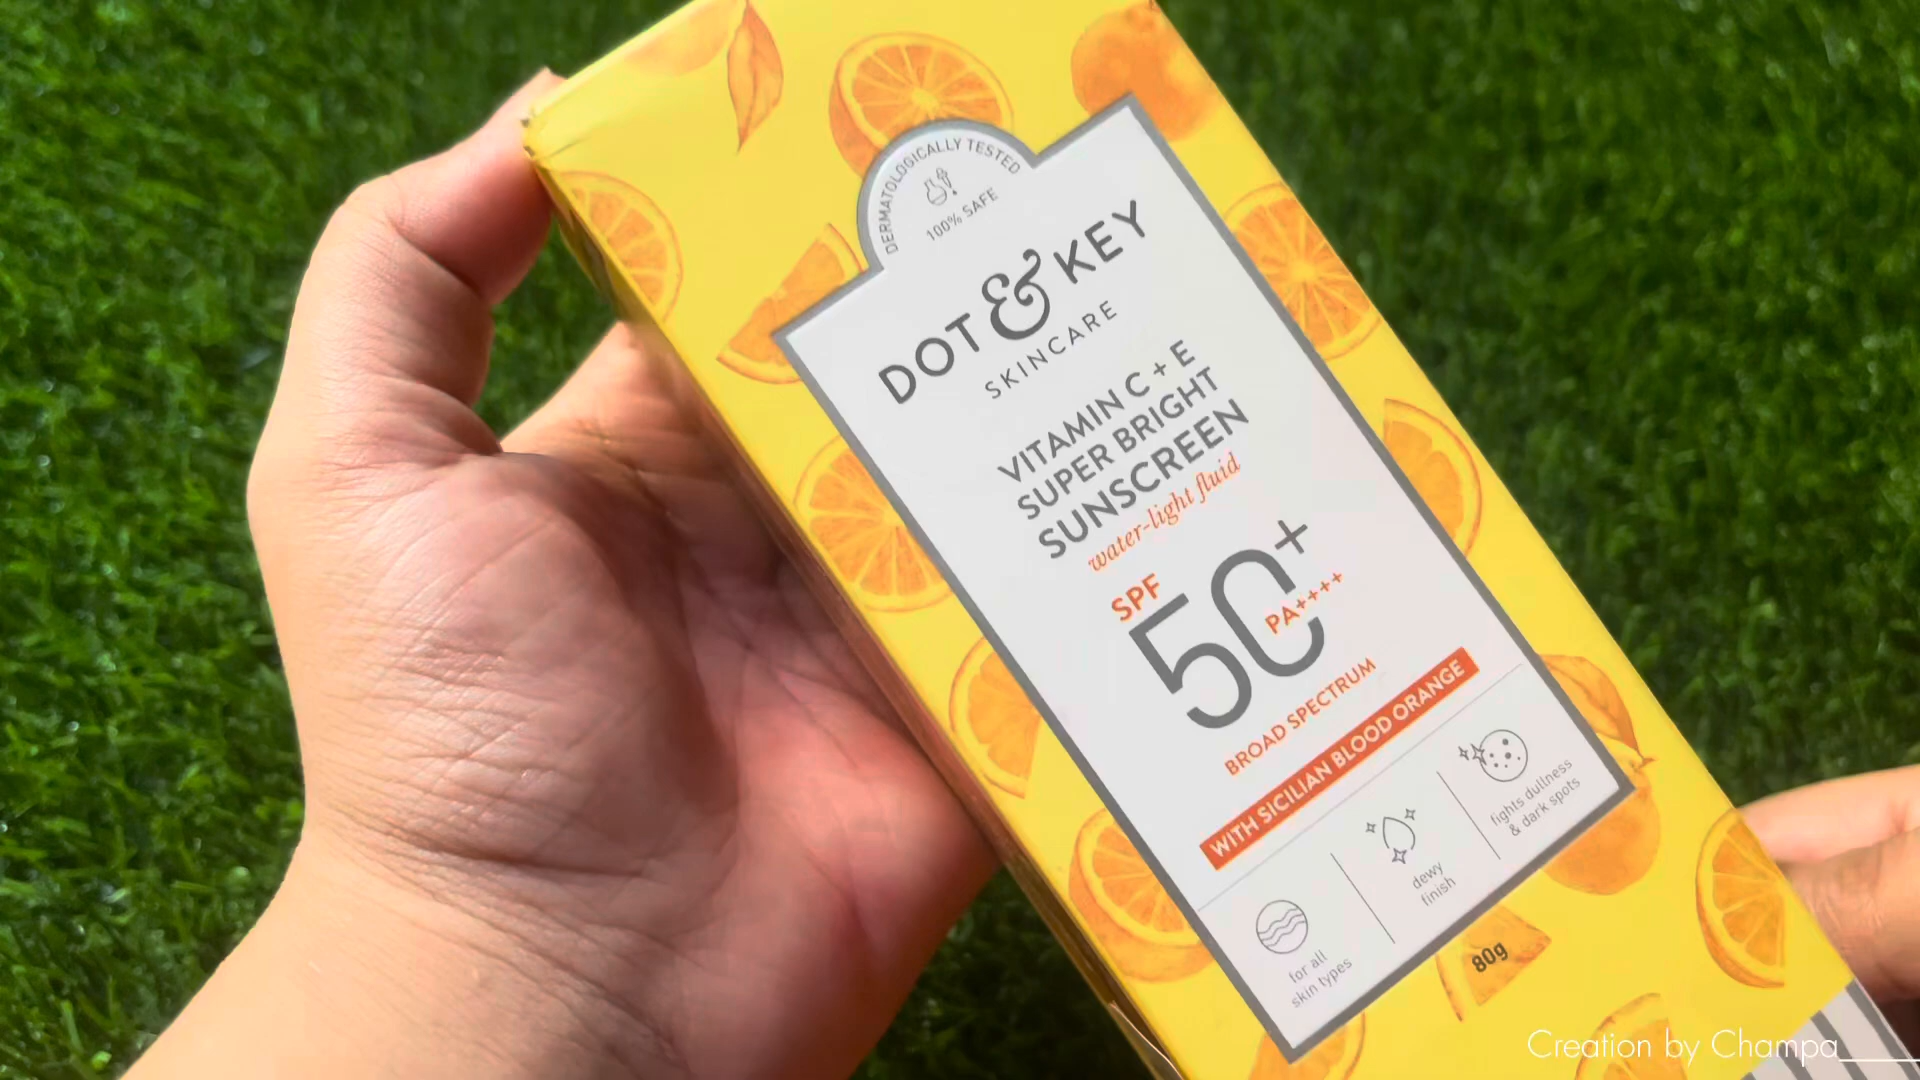 DERMATOLOGICALLY TESTED
100% SAFE
DOT & KEY
SKINCARE
VITAMIN C + E
SUPER BRIGHT
SUNSCREEN
water-light fluid
SPF
50+
PA++++
BROAD SPECTRUM
WITH SICILIAN BLOOD ORANGE
for all
skin types
dewy
finish
fights dullness
& dark spots
80g
Creation by Champa____